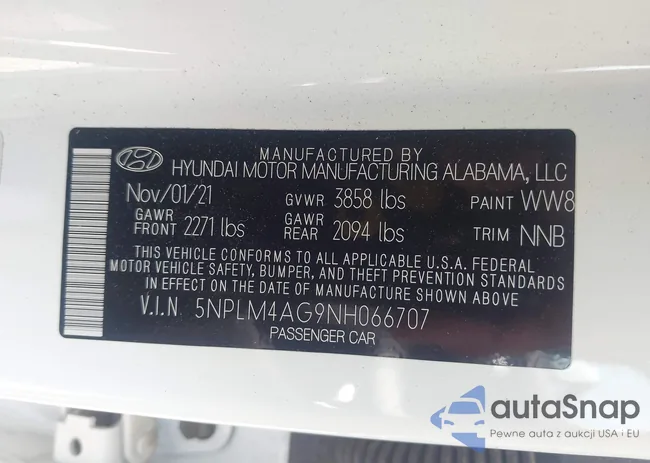 MANUFACTURED BY
HYUNDAI MOTOR MANUFACTURING ALABAMA, LLC
Nov/01/21 GVWR 3858 lbs PAINT WW8
GAWR FRONT 2271 lbs GAWR REAR 2094 lbs TRIM NNB
THIS VEHICLE CONFORMS TO ALL APPLICABLE U.S.A. FEDERAL
MOTOR VEHICLE SAFETY, BUMPER, AND THEFT PREVENTION STANDARDS
IN EFFECT ON THE DATE OF MANUFACTURE SHOWN ABOVE
V.I.N. 5NPLM4AG9NH066707
PASSENGER CAR
autaSnap
Pewne auta z aukcji USA i EU